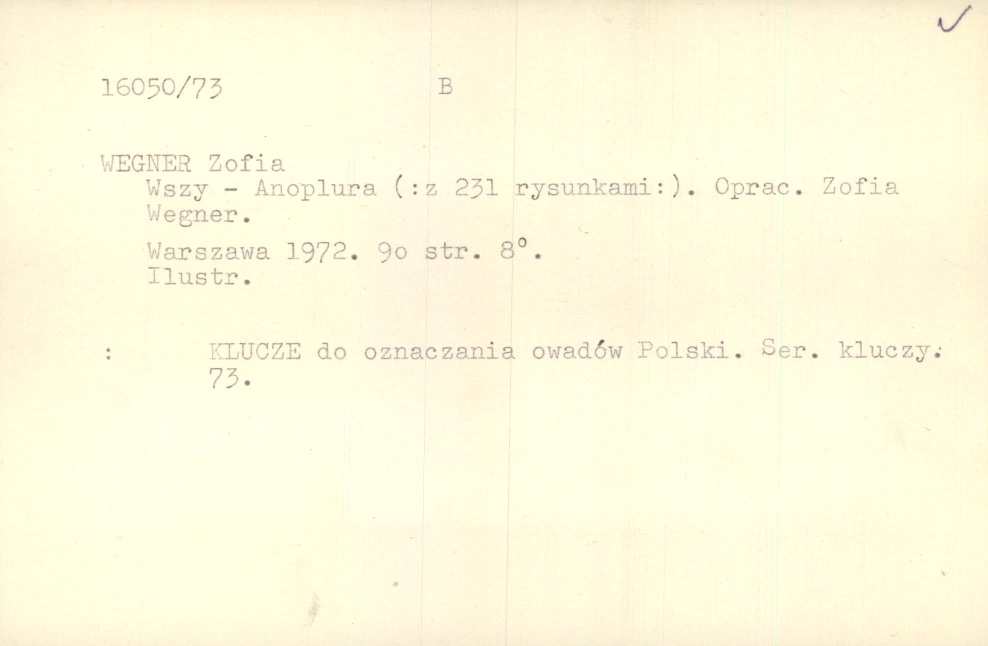 16050/73 B
WEGNER Zofia
Wszy - Anoplura (:z 231 rysunkami:). Oprac. Zofia
Wegner.
Warszawa 1972. 9o str. 8°.
Ilustr.
: KLUCZE do oznaczania owadów Polski. Ser. kluczy.
73.